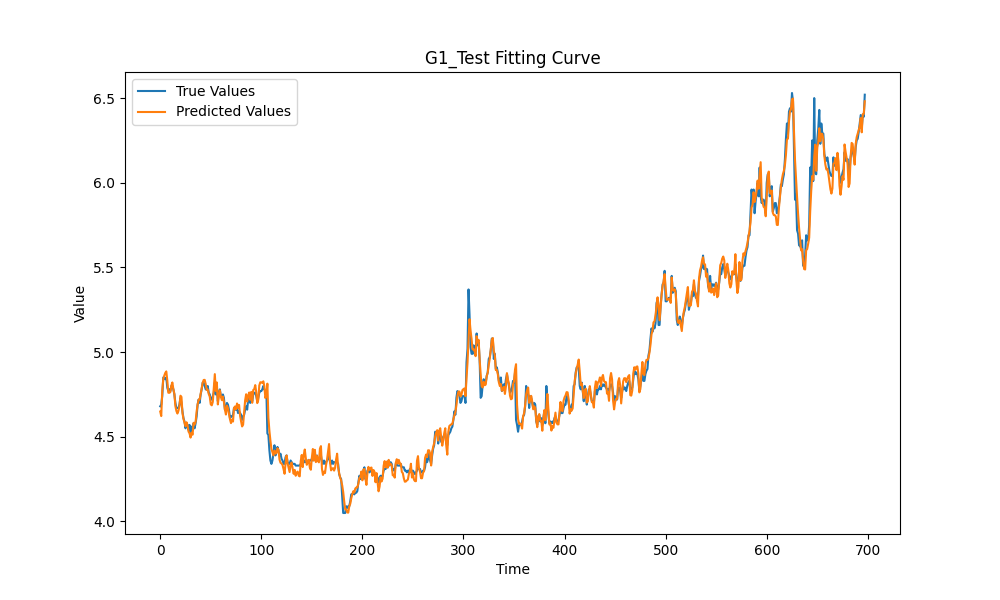 G1_Test Fitting Curve
True Values
Predicted Values
Value
6.5
6.0
5.5
5.0
4.5
4.0
0 100 200 300 400 500 600 700
Time